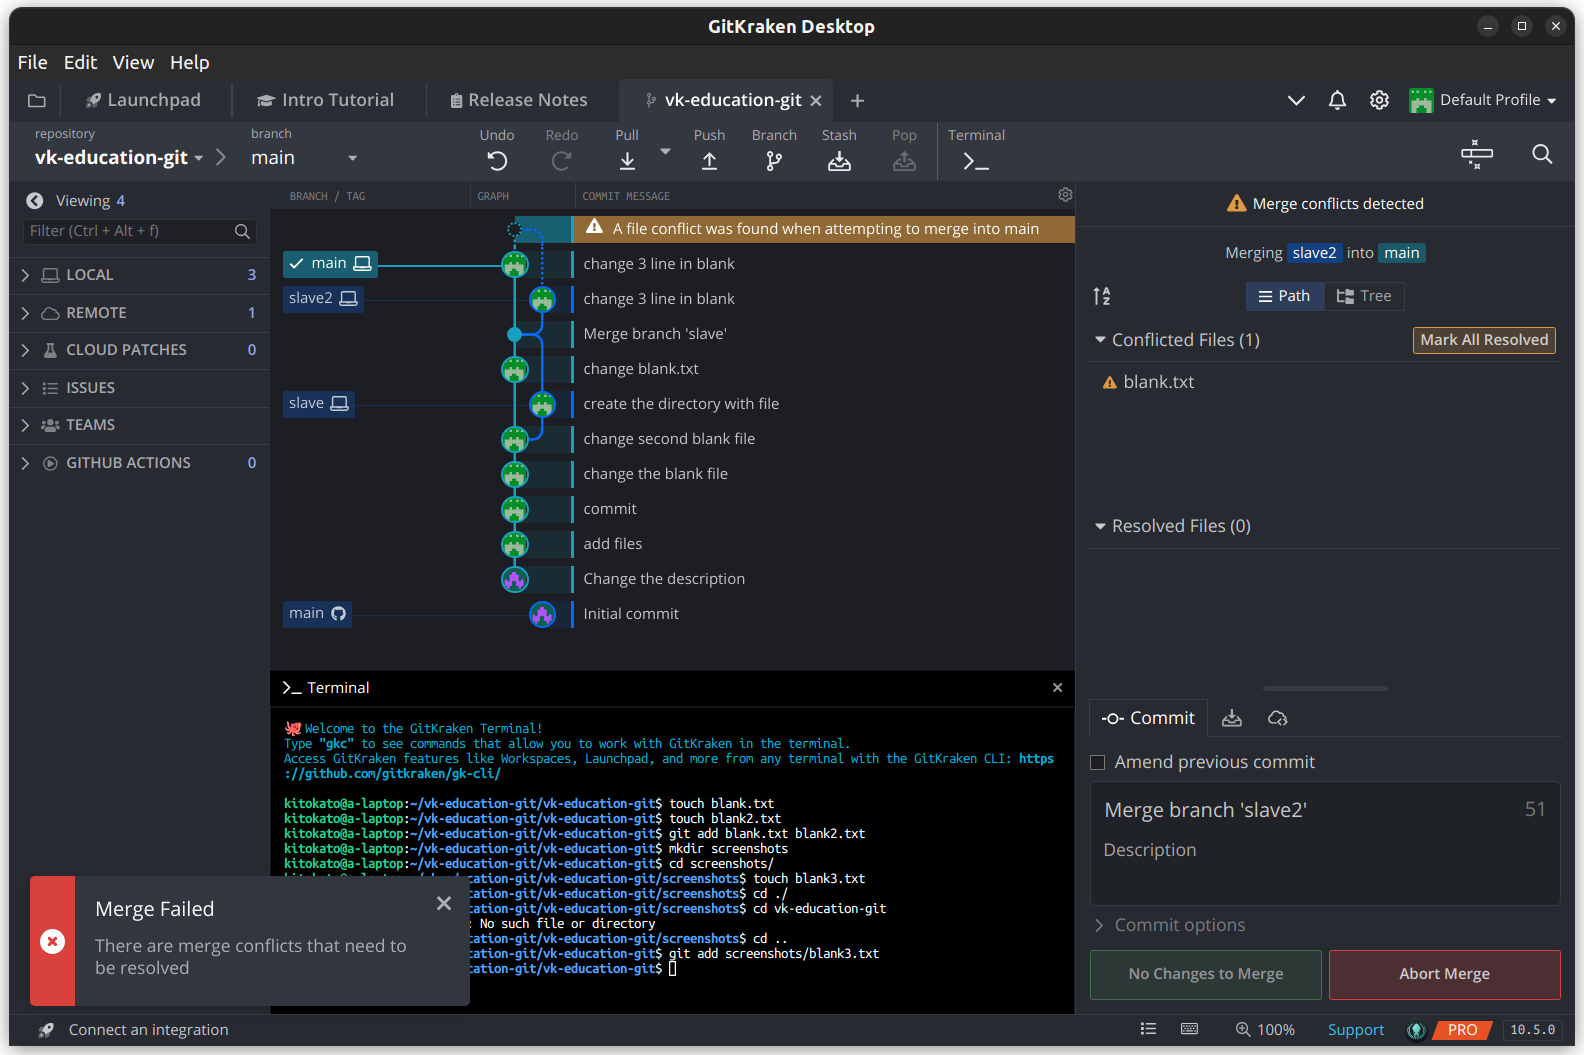 GitKraken Desktop
File Edit View Help
Launchpad Intro Tutorial Release Notes vk-education-git Default Profile
repository branch
vk-education-git main
Undo Redo Pull Push Branch Stash Pop Terminal
Viewing 4
Filter (Ctrl + Alt + f)
LOCAL 3
REMOTE 1
CLOUD PATCHES 0
ISSUES
TEAMS
GITHUB ACTIONS 0
BRANCH / TAG GRAPH COMMIT MESSAGE
A file conflict was found when attempting to merge into main
main change 3 line in blank
slave2 change 3 line in blank
Merge branch 'slave'
change blank.txt
slave create the directory with file
change second blank file
change the blank file
commit
add files
Change the description
main Initial commit
Terminal
Welcome to the GitKraken Terminal!
Type "gkc" to see commands that allow you to work with GitKraken in the terminal.
Access GitKraken features like Workspaces, Launchpad, and more from any terminal with the GitKraken CLI: https
://github.com/gitkraken/gk-cli/
kitokato@a-laptop:~/vk-education-git/vk-education-git$ touch blank.txt
kitokato@a-laptop:~/vk-education-git/vk-education-git$ touch blank2.txt
kitokato@a-laptop:~/vk-education-git/vk-education-git$ git add blank.txt blank2.txt
kitokato@a-laptop:~/vk-education-git/vk-education-git$ mkdir screenshots
kitokato@a-laptop:~/vk-education-git/vk-education-git$ cd screenshots/
cation-git/vk-education-git/screenshots$ touch blank3.txt
cation-git/vk-education-git/screenshots$ cd ./
cation-git/vk-education-git/screenshots$ cd vk-education-git
: No such file or directory
cation-git/vk-education-git/screenshots$ cd ..
cation-git/vk-education-git$ git add screenshots/blank3.txt
cation-git/vk-education-git$
Merge Failed
There are merge conflicts that need to
be resolved
Merge conflicts detected
Merging slave2 into main
Path Tree
Conflicted Files (1) Mark All Resolved
blank.txt
Resolved Files (0)
Commit
Amend previous commit
Merge branch 'slave2' 51
Description
Commit options
No Changes to Merge Abort Merge
Connect an integration
100% Support PRO 10.5.0